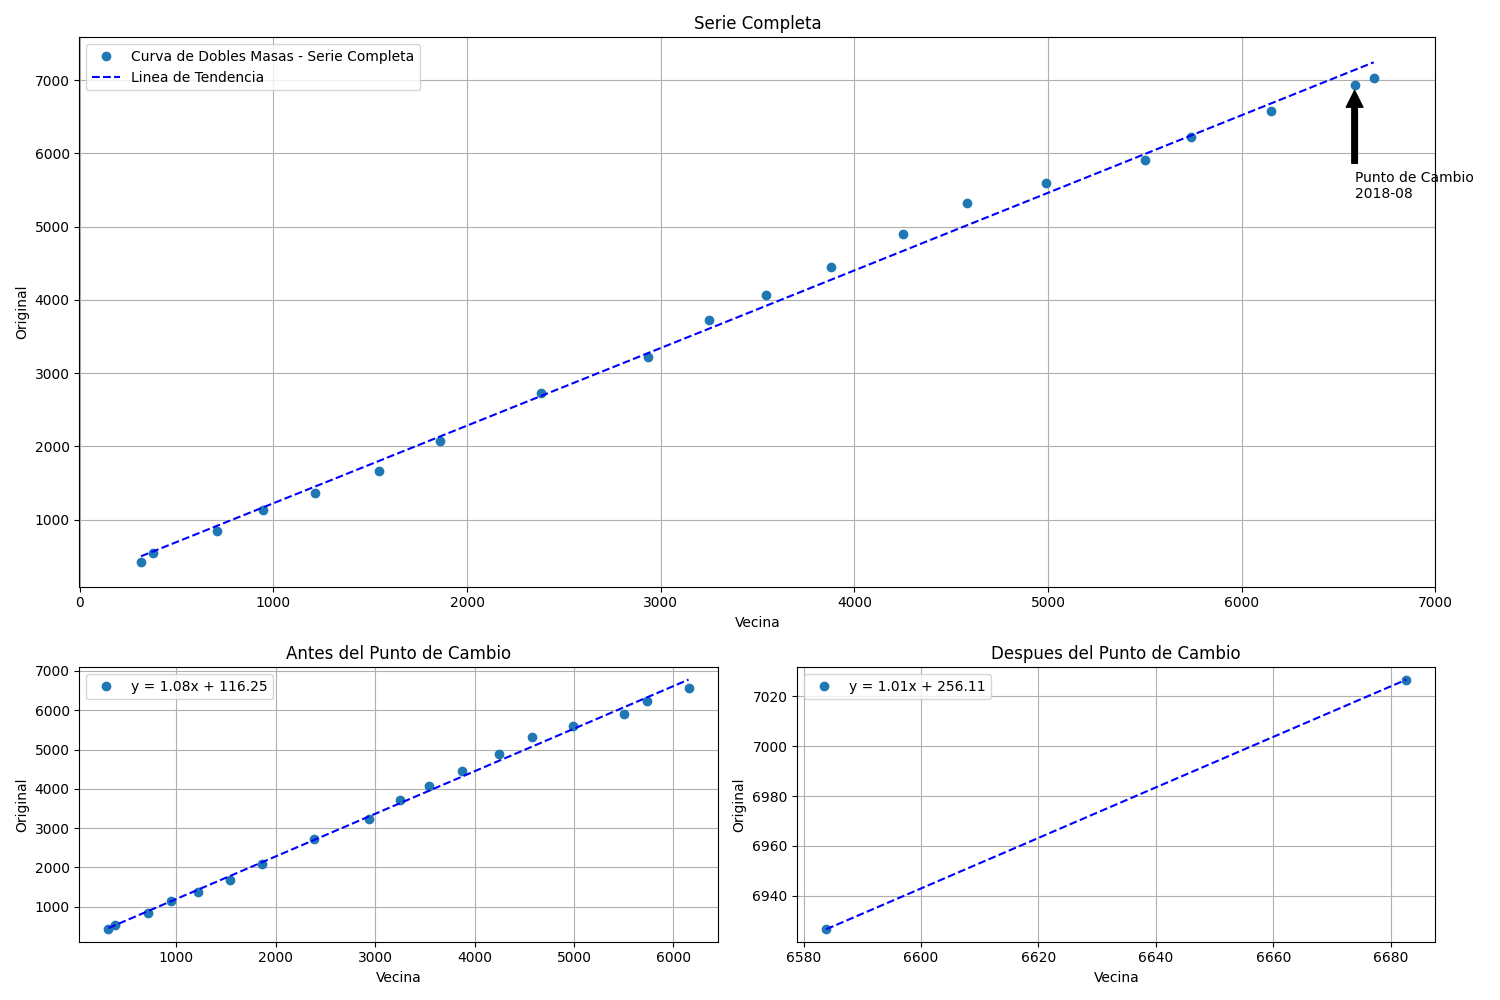 Serie Completa
Curva de Dobles Masas - Serie Completa
Linea de Tendencia
7000
6000
5000
4000
3000
2000
1000
Original
Punto de Cambio
2018-08
0 1000 2000 3000 4000 5000 6000 7000
Vecina
Antes del Punto de Cambio
y = 1.08x + 116.25
7000
6000
5000
4000
3000
2000
1000
Original
1000 2000 3000 4000 5000 6000
Vecina
Despues del Punto de Cambio
y = 1.01x + 256.11
7020
7000
6980
6960
6940
Original
6580 6600 6620 6640 6660 6680
Vecina